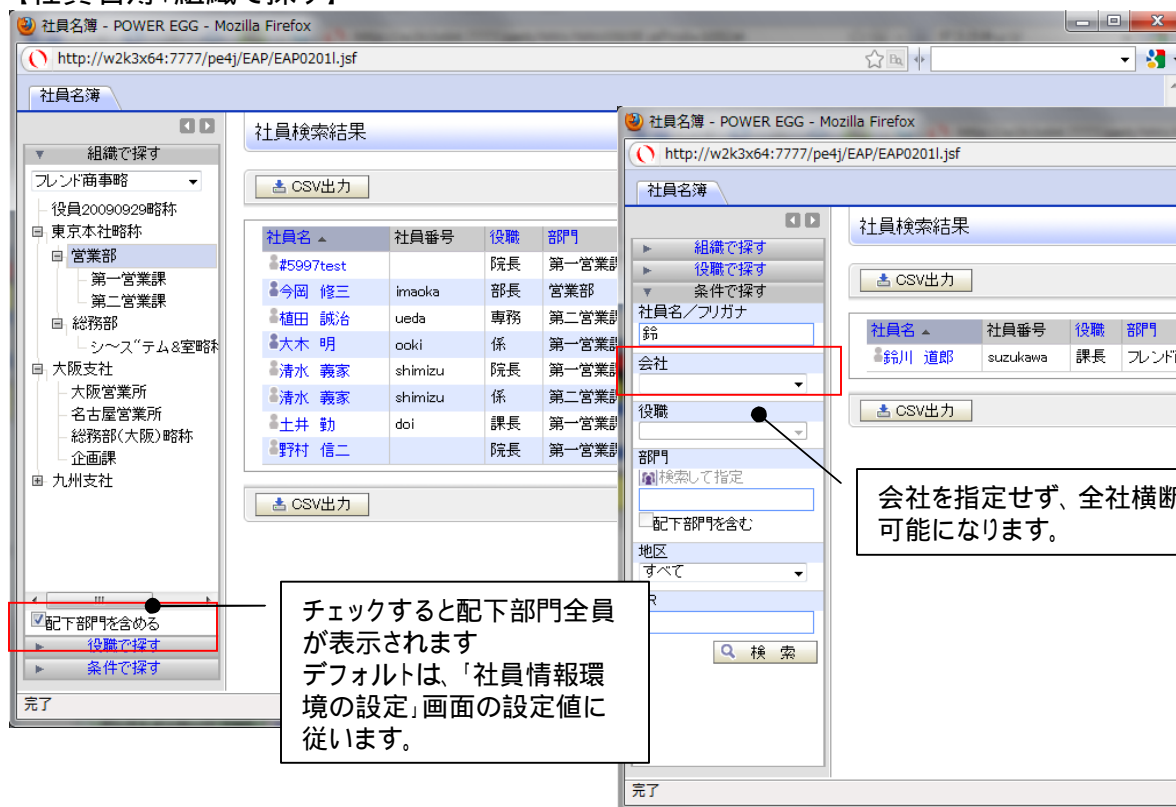 【社員名簿「組織で探す】
社員名簿 - POWER EGG - Mozilla Firefox
http://w2k3x64:7777/pe4j/EAP/EAP0201l.jsf
社員名簿
組織で探す
フレンド商事略
役員20090929略称
東京本社略称
営業部
第一営業課
第二営業課
総務部
シ～ズ“テム&室略称
大阪支社
大阪営業所
名古屋営業所
総務部(大阪)略称
企画課
九州支社
配下部門を含める
役職で探す
条件で探す
完了
社員検索結果
CSV出力
社員名 社員番号 役職 部門
#5997test 院長 第一営業課
今岡 修三 imaoka 部長 営業部
植田 誠治 ueda 専務 第二営業課
大木 明 ooki 係 第一営業課
清水 義家 shimizu 院長 第一営業課
清水 義家 shimizu 係 第二営業課
土井 勤 doi 課長 第一営業課
野村 信二 院長 第一営業課
CSV出力
チェックすると配下部門全員
が表示されます
デフォルトは、「社員情報環
境の設定」画面の設定値に
従います。
社員名簿 - POWER EGG - Mozilla Firefox
http://w2k3x64:7777/pe4j/EAP/EAP0201l.jsf
社員名簿
組織で探す
役職で探す
条件で探す
社員名／フリガナ
鈴
会社
役職
部門
検索して指定
配下部門を含む
地区
すべて
検 索
完了
社員検索結果
CSV出力
社員名 社員番号 役職 部門
鈴川 道郎 suzukawa 課長 フレンド
CSV出力
会社を指定せず、全社横断
可能になります。